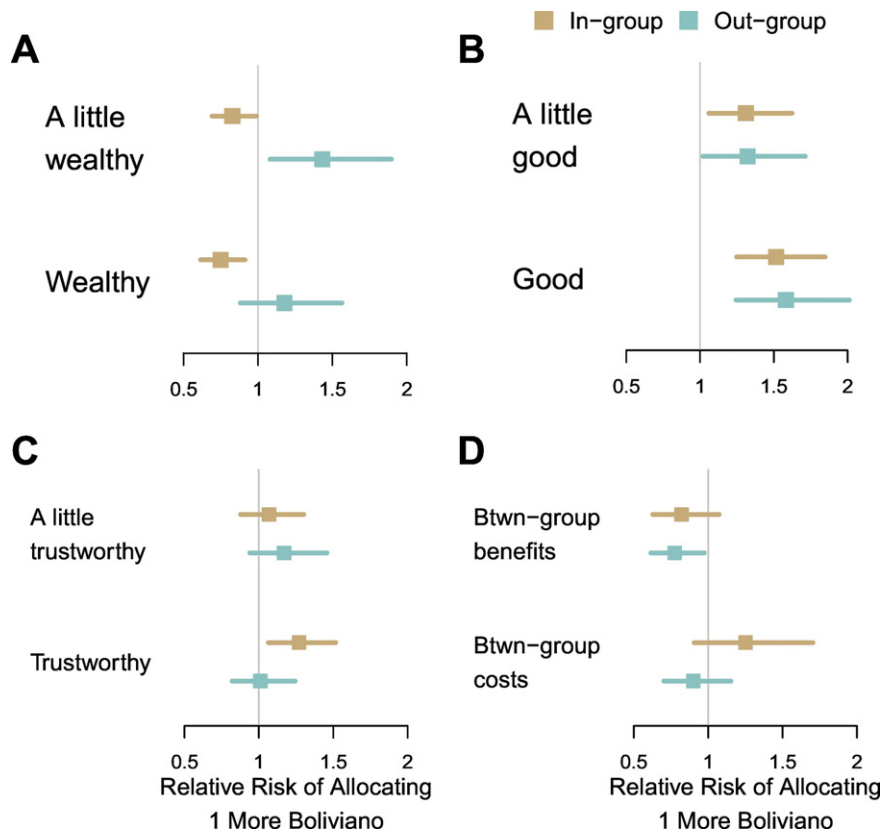 In−group Out−group
A
A little
wealthy
Wealthy
0.5 1 1.5 2
B
A little
good
Good
0.5 1 1.5 2
C
A little
trustworthy
Trustworthy
0.5 1 1.5 2
Relative Risk of Allocating
1 More Boliviano
D
Btwn−group
benefits
Btwn−group
costs
0.5 1 1.5 2
Relative Risk of Allocating
1 More Boliviano